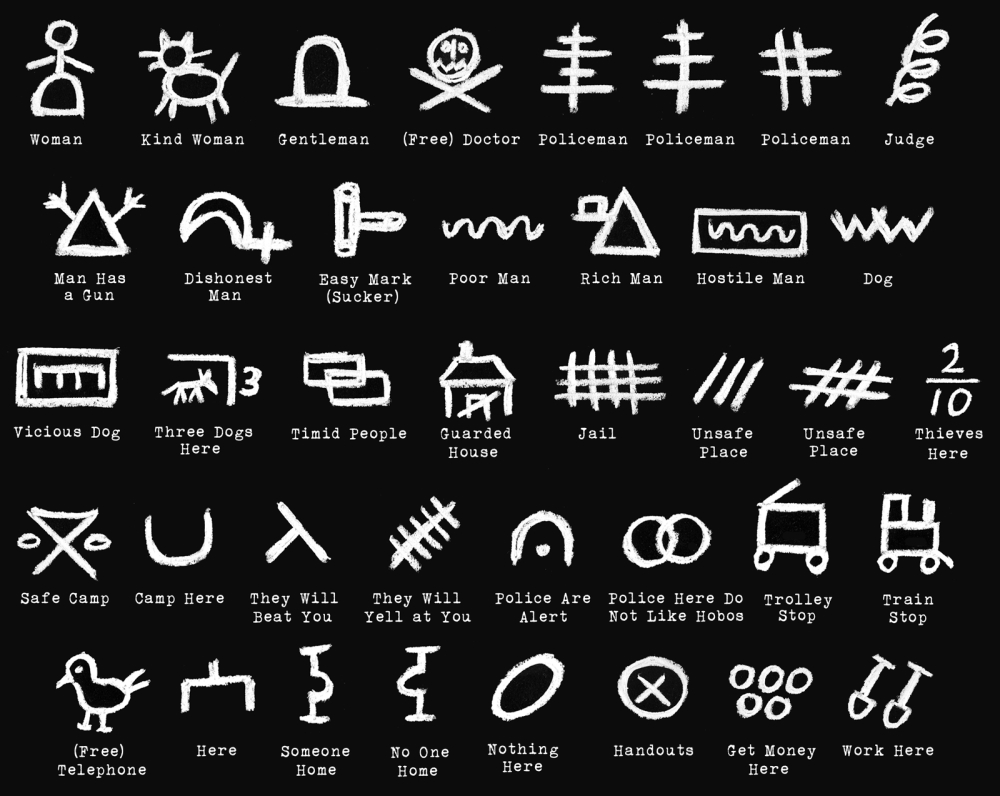 Woman Kind Woman Gentleman (Free) Doctor Policeman Policeman Policeman Judge
Man Has
a Gun
Dishonest
Man
Easy Mark
(Sucker)
Poor Man
Rich Man
Hostile Man
Dog
3
2
10
Vicious Dog
Three Dogs
Here
Timid People
Guarded
House
Jail
Unsafe
Place
Unsafe
Place
Thieves
Here
Safe Camp
Camp Here
They Will
Beat You
They Will
Yell at You
Police Are
Alert
Police Here Do
Not Like Hobos
Trolley
Stop
Train
Stop
(Free)
Telephone
Here
Someone
Home
No One
Home
Nothing
Here
Handouts
Get Money
Here
Work Here